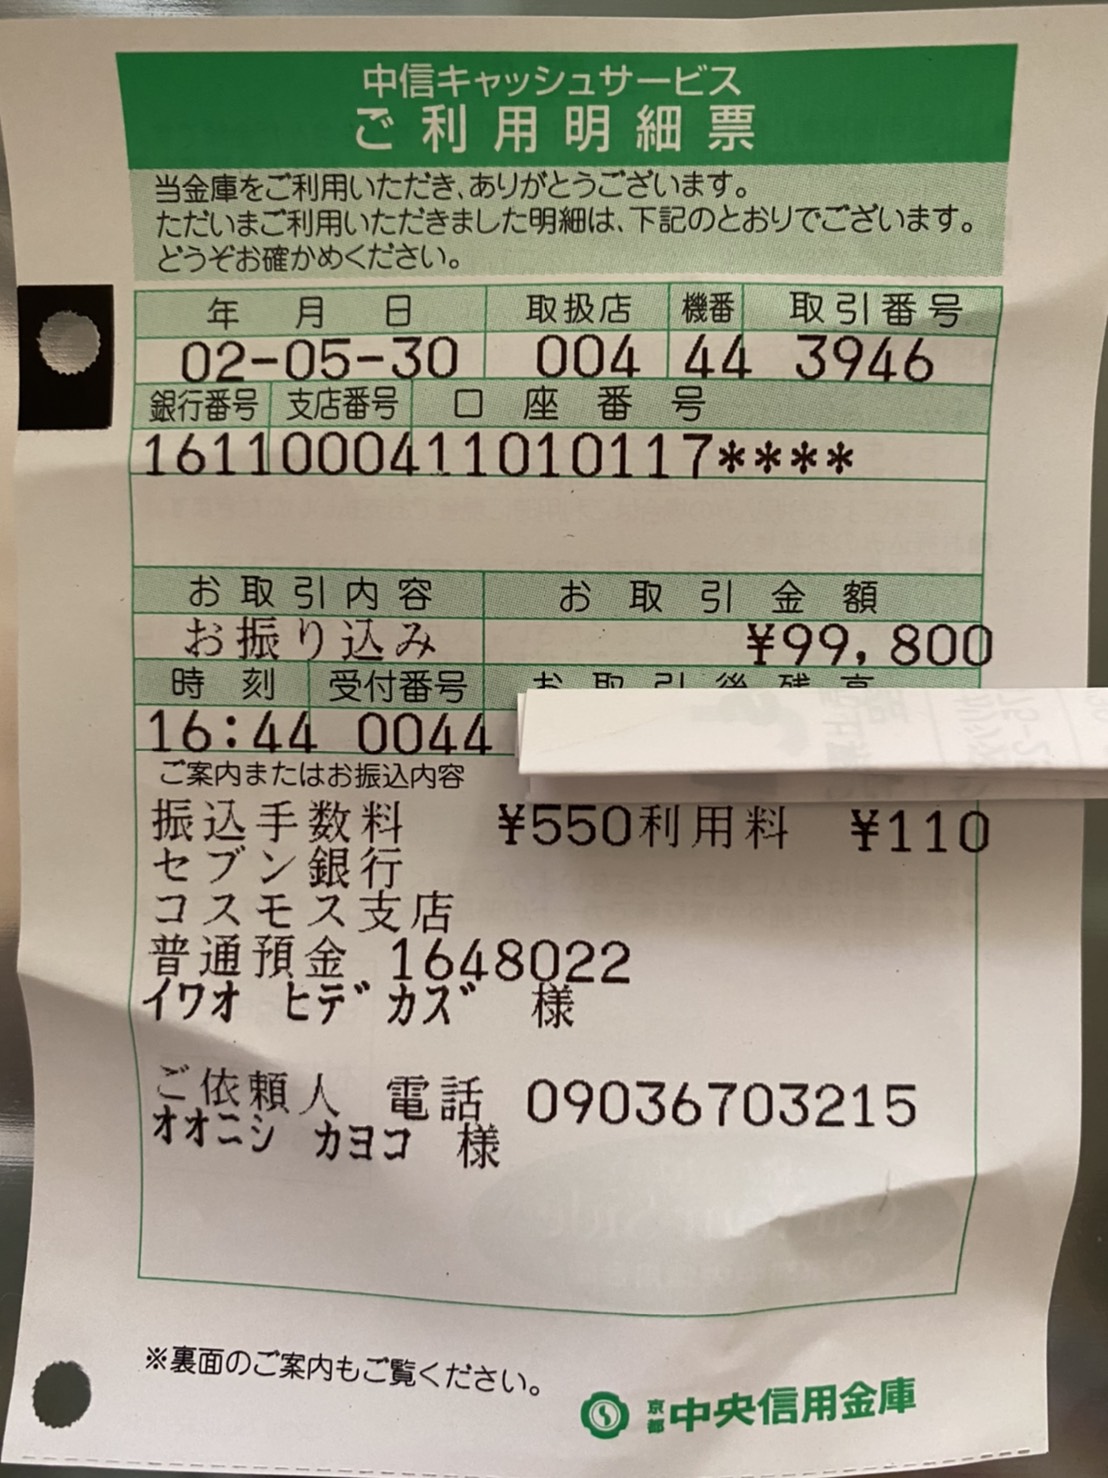 中信キャッシュサービス
ご利用明細票
当金庫をご利用いただき、ありがとうございます。
ただいまご利用いただきました明細は、下記のとおりでございます。
どうぞお確かめください。
年 月 日 取扱店 機番 取引番号
02-05-30 004 44 3946
銀行番号 支店番号 口座番号
1611000411010117****
お取引内容 お取引金額
お振り込み ¥99,800
時刻 受付番号 お取引後残高
16:44 0044
ご案内またはお振込内容
振込手数料 ¥550利用料 ¥110
セブン銀行
コスモス支店
普通預金 1648022
イワオ ヒデカズ 様
ご依頼人 電話 09036703215
オオニシ カヨコ 様
※裏面のご案内もご覧ください。
京都中央信用金庫